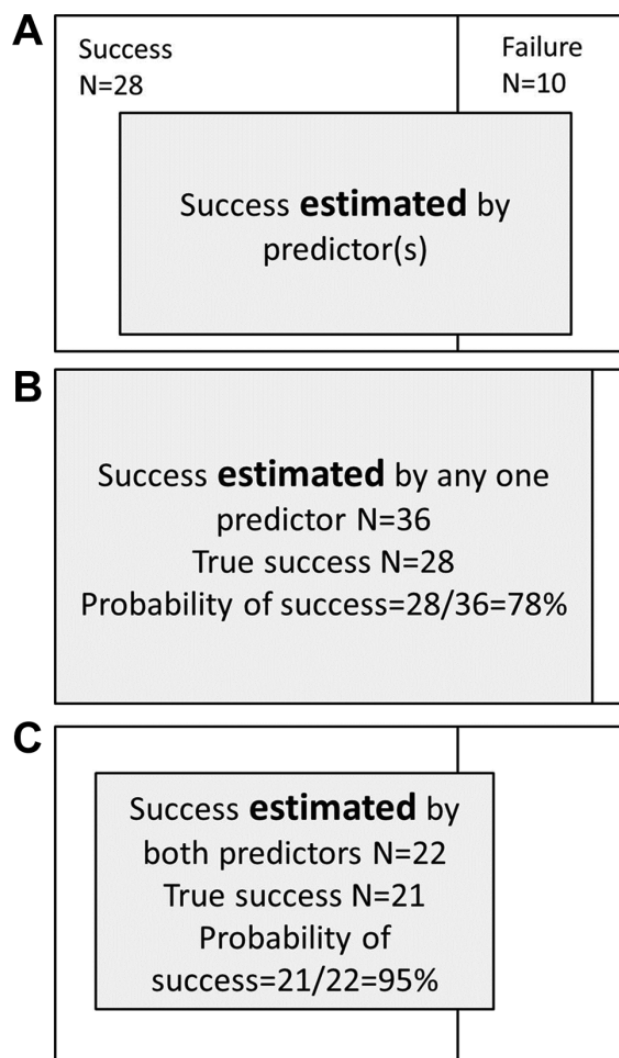 A
Success
N=28
Failure
N=10
Success estimated by
predictor(s)
B
Success estimated by any one
predictor N=36
True success N=28
Probability of success=28/36=78%
C
Success estimated by
both predictors N=22
True success N=21
Probability of
success=21/22=95%